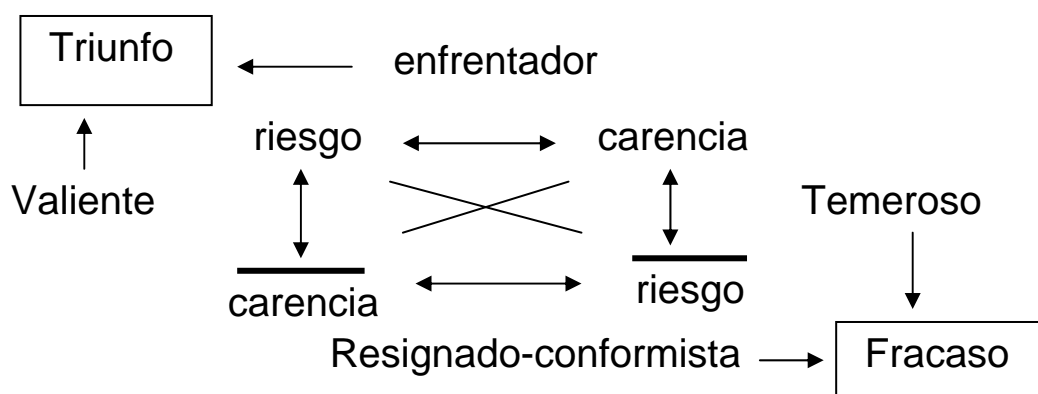 Triunfo
enfrentador
riesgo carencia
Valiente Temeroso
carencia riesgo
Resignado-conformista Fracaso